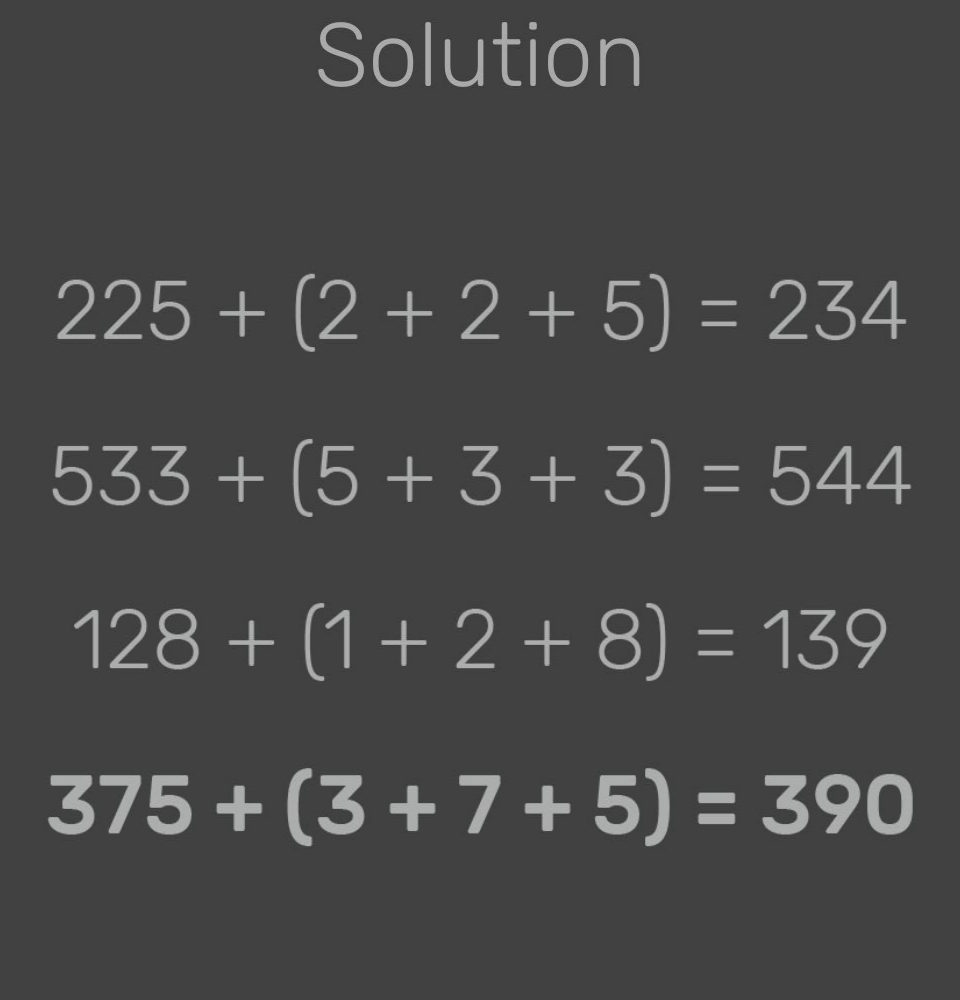 Solution
225 + (2 + 2 + 5) = 234
533 + (5 + 3 + 3) = 544
128 + (1 + 2 + 8) = 139
375 + (3 + 7 + 5) = 390